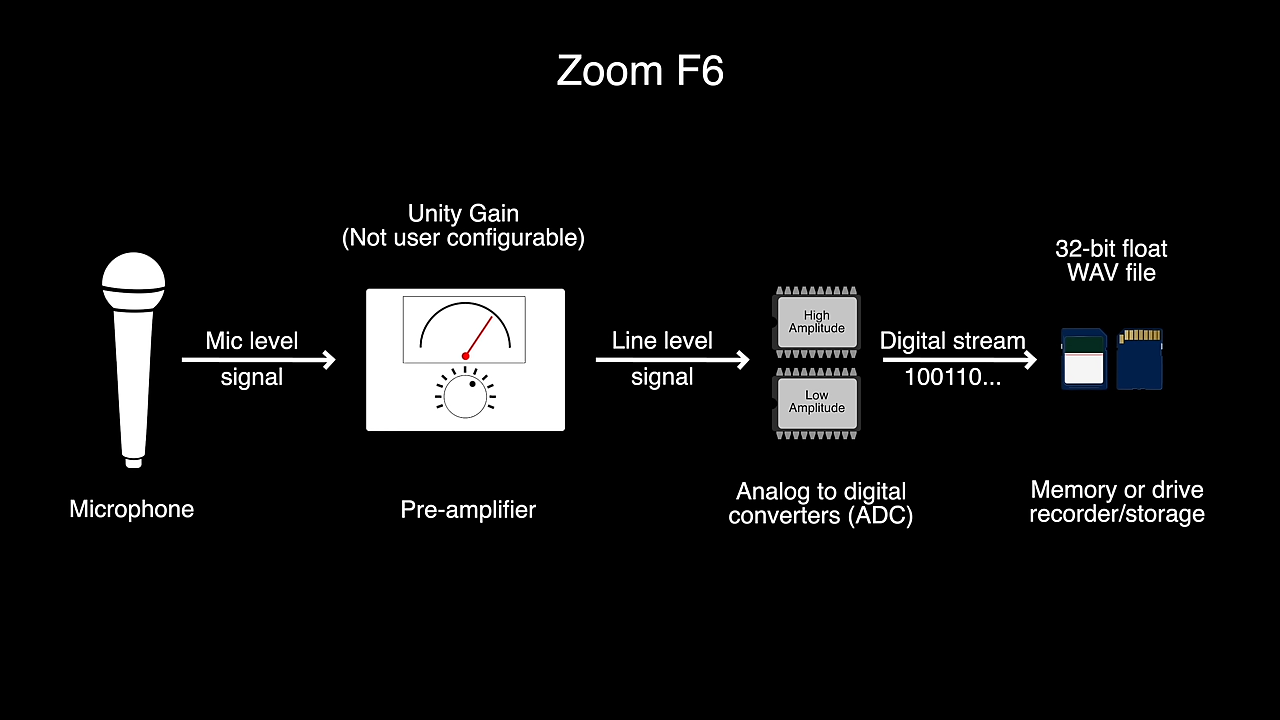 Zoom F6
Unity Gain
(Not user configurable)
32-bit float
WAV file
Mic level
signal
Line level
signal
High
Amplitude
Low
Amplitude
Digital stream
100110...
Microphone
Pre-amplifier
Analog to digital
converters (ADC)
Memory or drive
recorder/storage